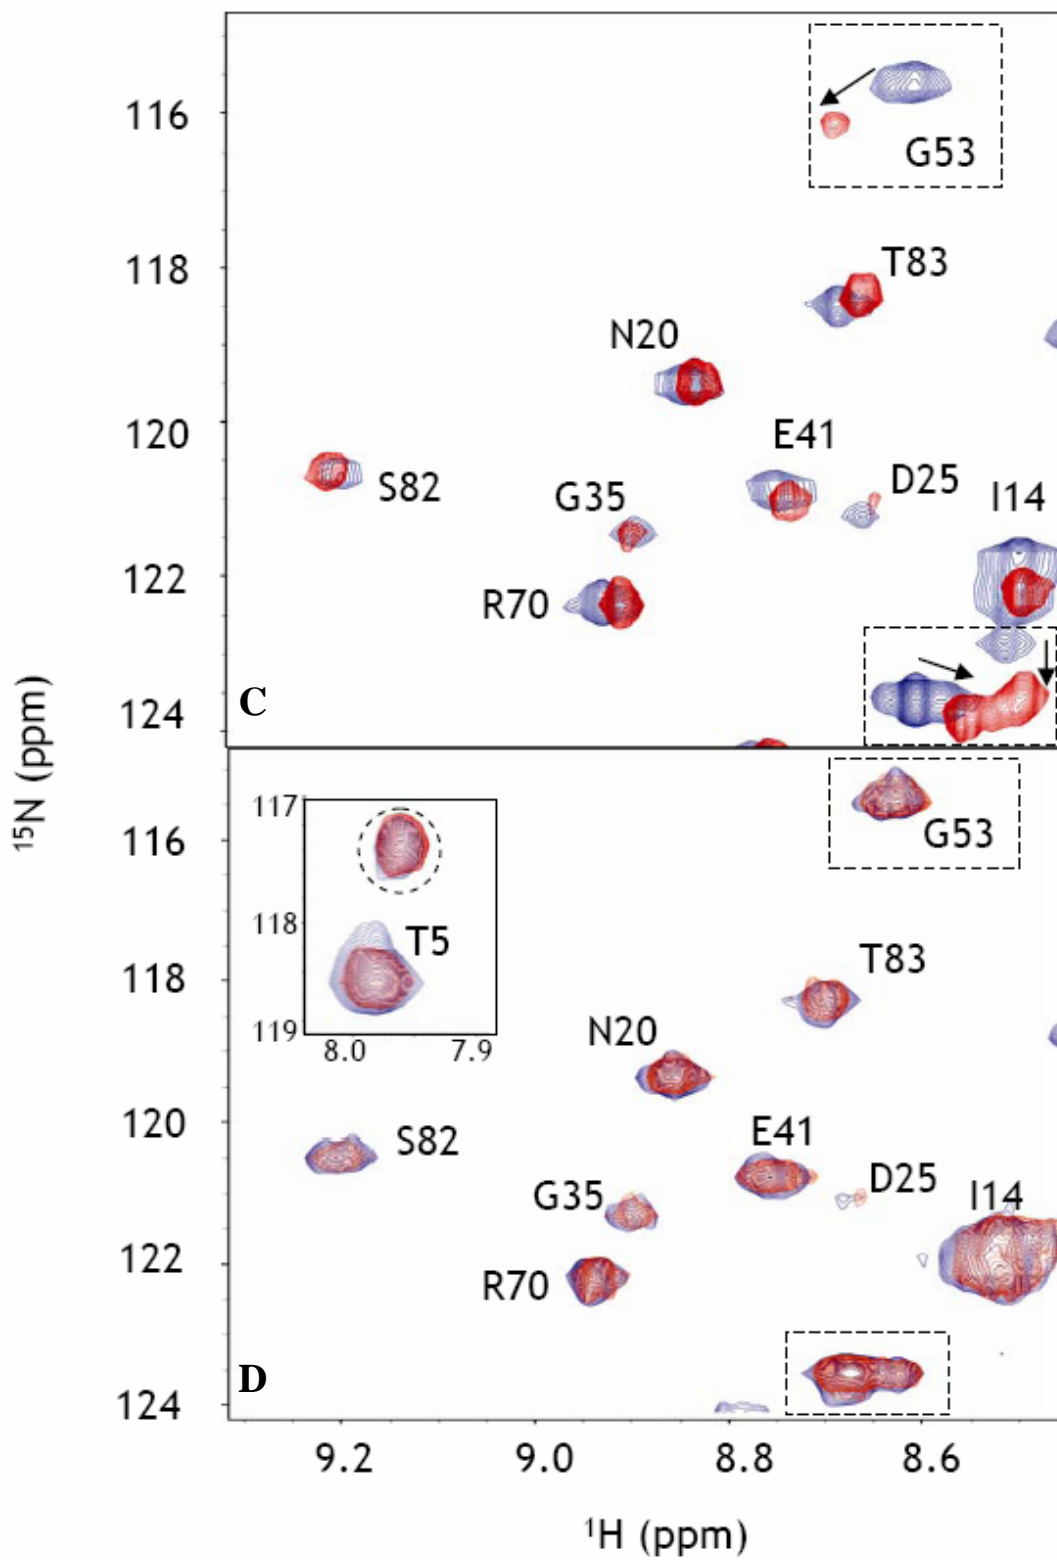 116
G53
T83
118
N20
E41
120
D25
S82
G35
I14
122
R70
C
124
¹⁵N (ppm)
117
G53
116
118
T5
T83
118
119
N20
8.0
7.9
E41
120
S82
D25
G35
I14
122
R70
D
124
9.2
9.0
8.8
8.6
¹H (ppm)